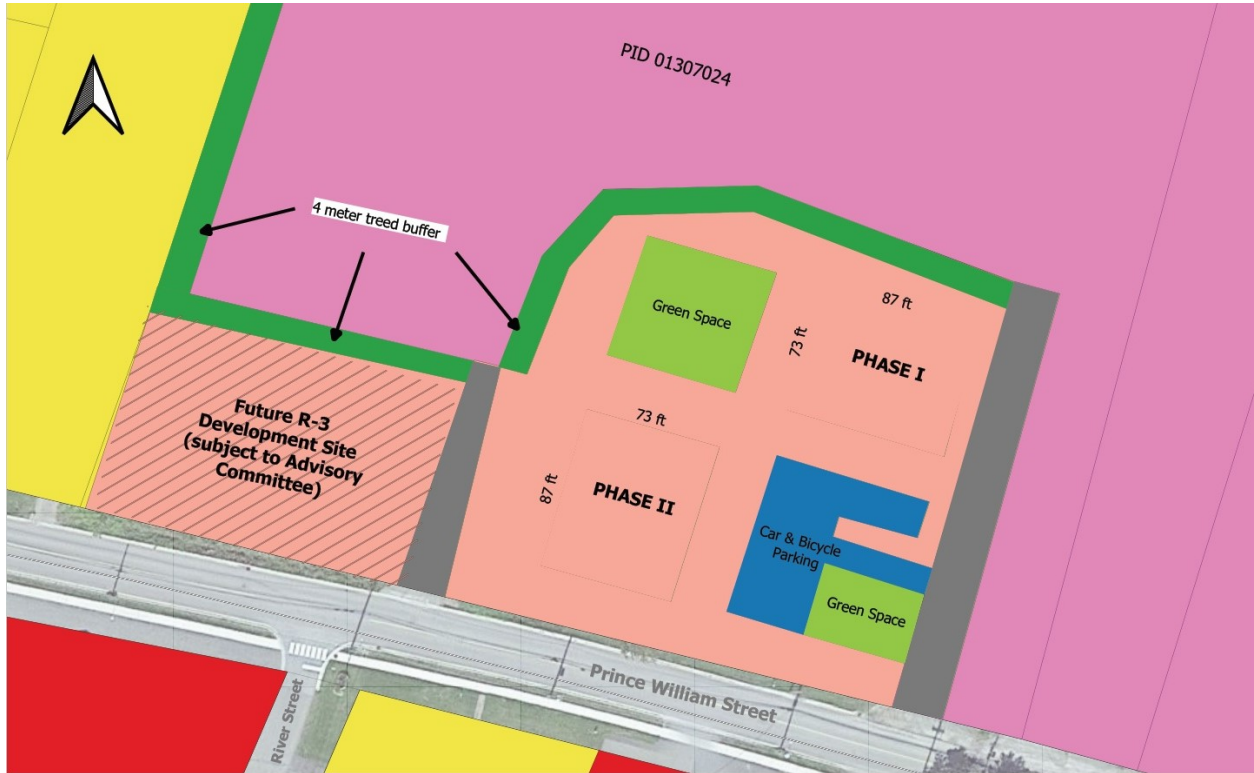 PID 01307024
4 meter treed buffer
Green Space
87 ft
73 ft
PHASE I
73 ft
87 ft
PHASE II
Future R-3
Development Site
(subject to Advisory
Committee)
Car & Bicycle
Parking
Green Space
Prince William Street
River Street